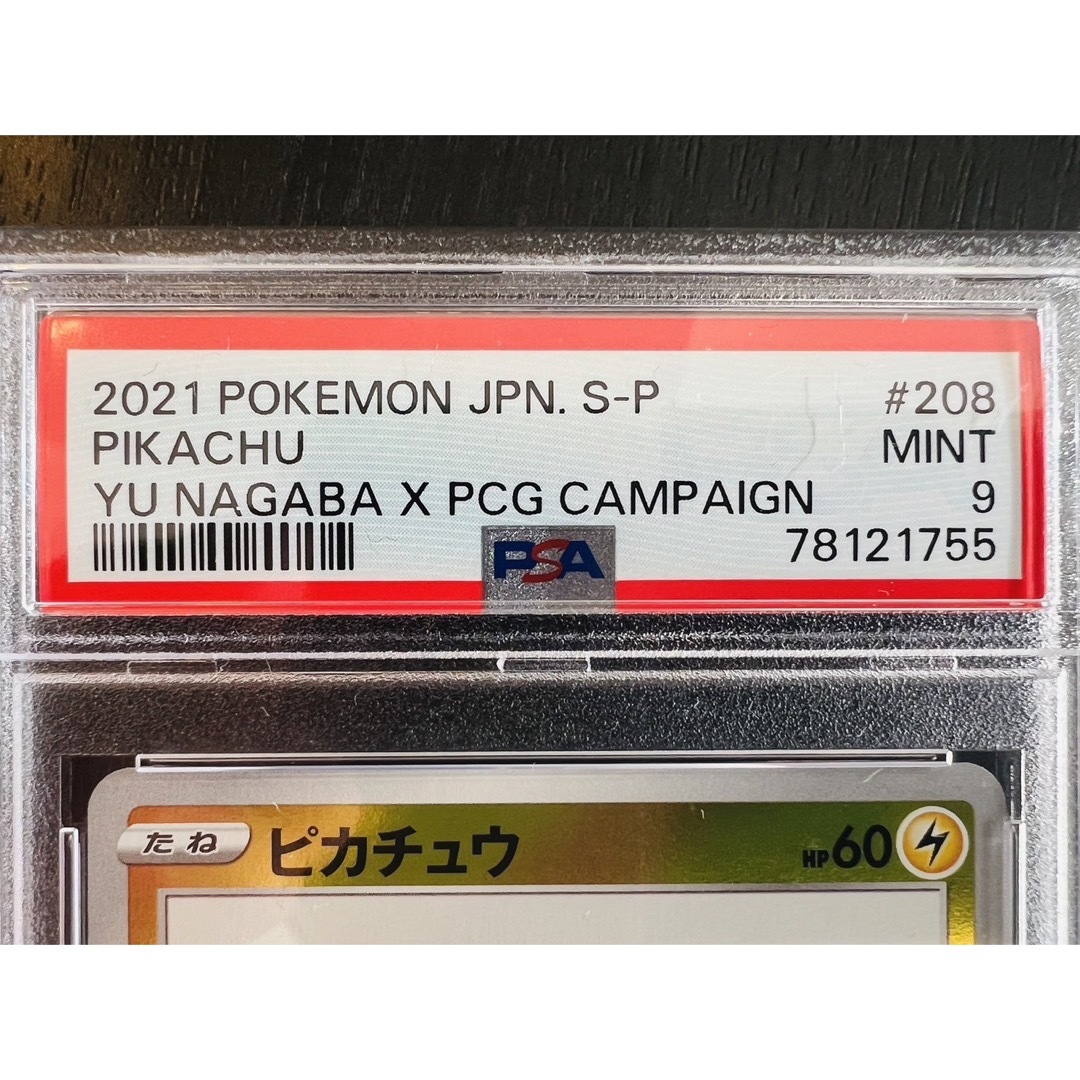 2021 POKEMON JPN. S-P #208
PIKACHU MINT
YU NAGABA X PCG CAMPAIGN 9
78121755
PSA
たね ピカチュウ HP60